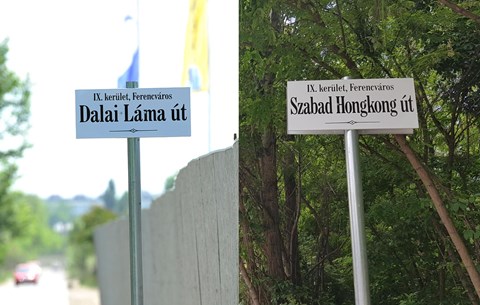 IX. kerület, Ferencváros
Dalai Láma út
IX. kerület, Ferencváros
Szabad Hongkong út